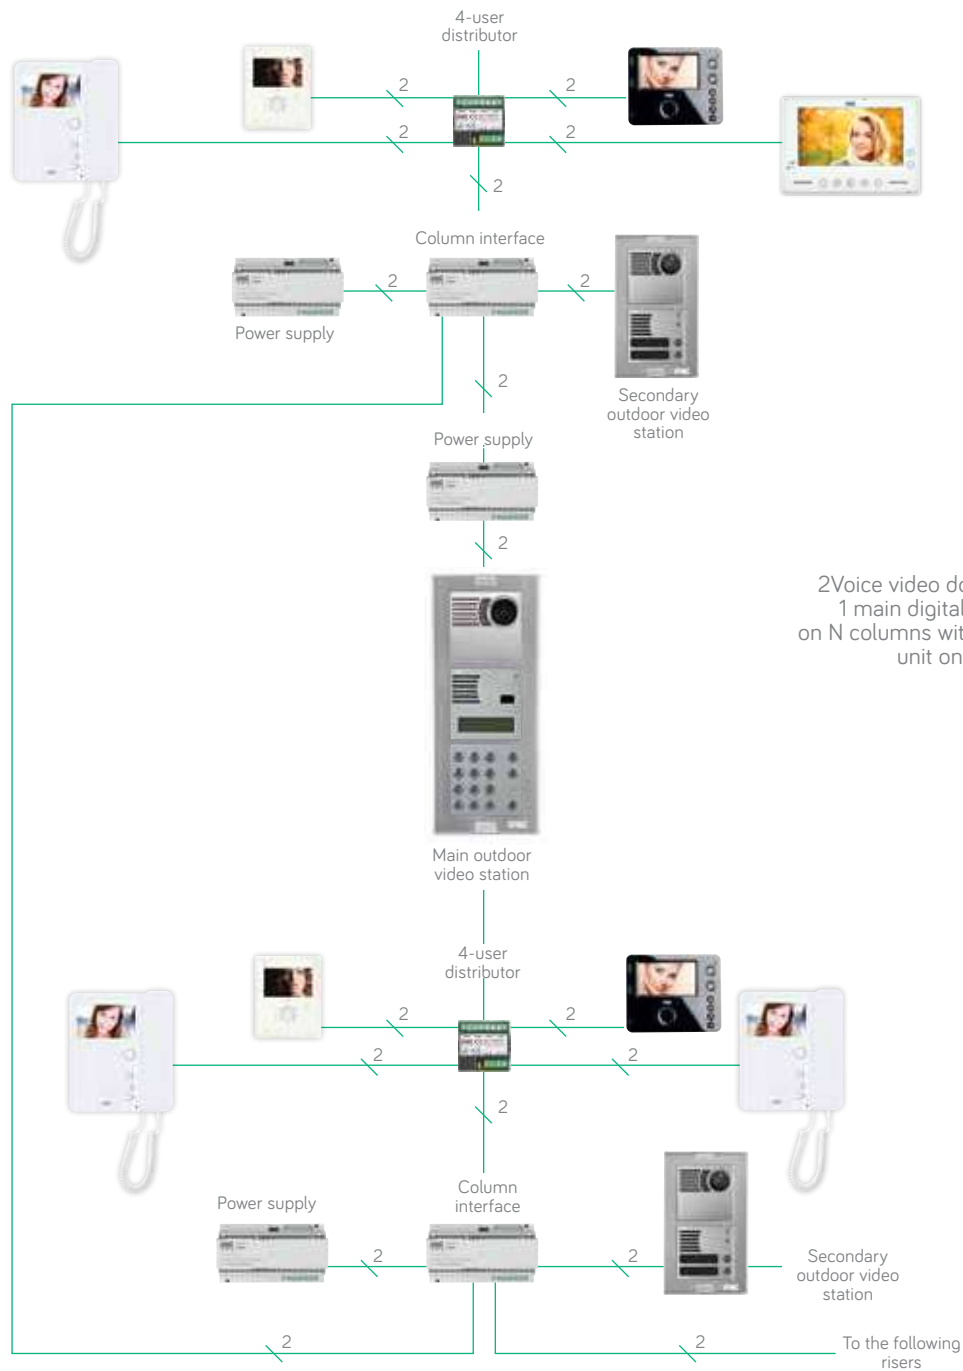 4-user
distributor
2
2
2
2
2
Column interface
2
2
Power supply
2
Secondary
outdoor video
station
Power supply
2
2Voice video do
1 main digital
on N columns wit
unit on
Main outdoor
video station
4-user
distributor
2
2
2
2
2
Power supply
Column
interface
2
2
Secondary
outdoor video
station
2
2
To the following
risers